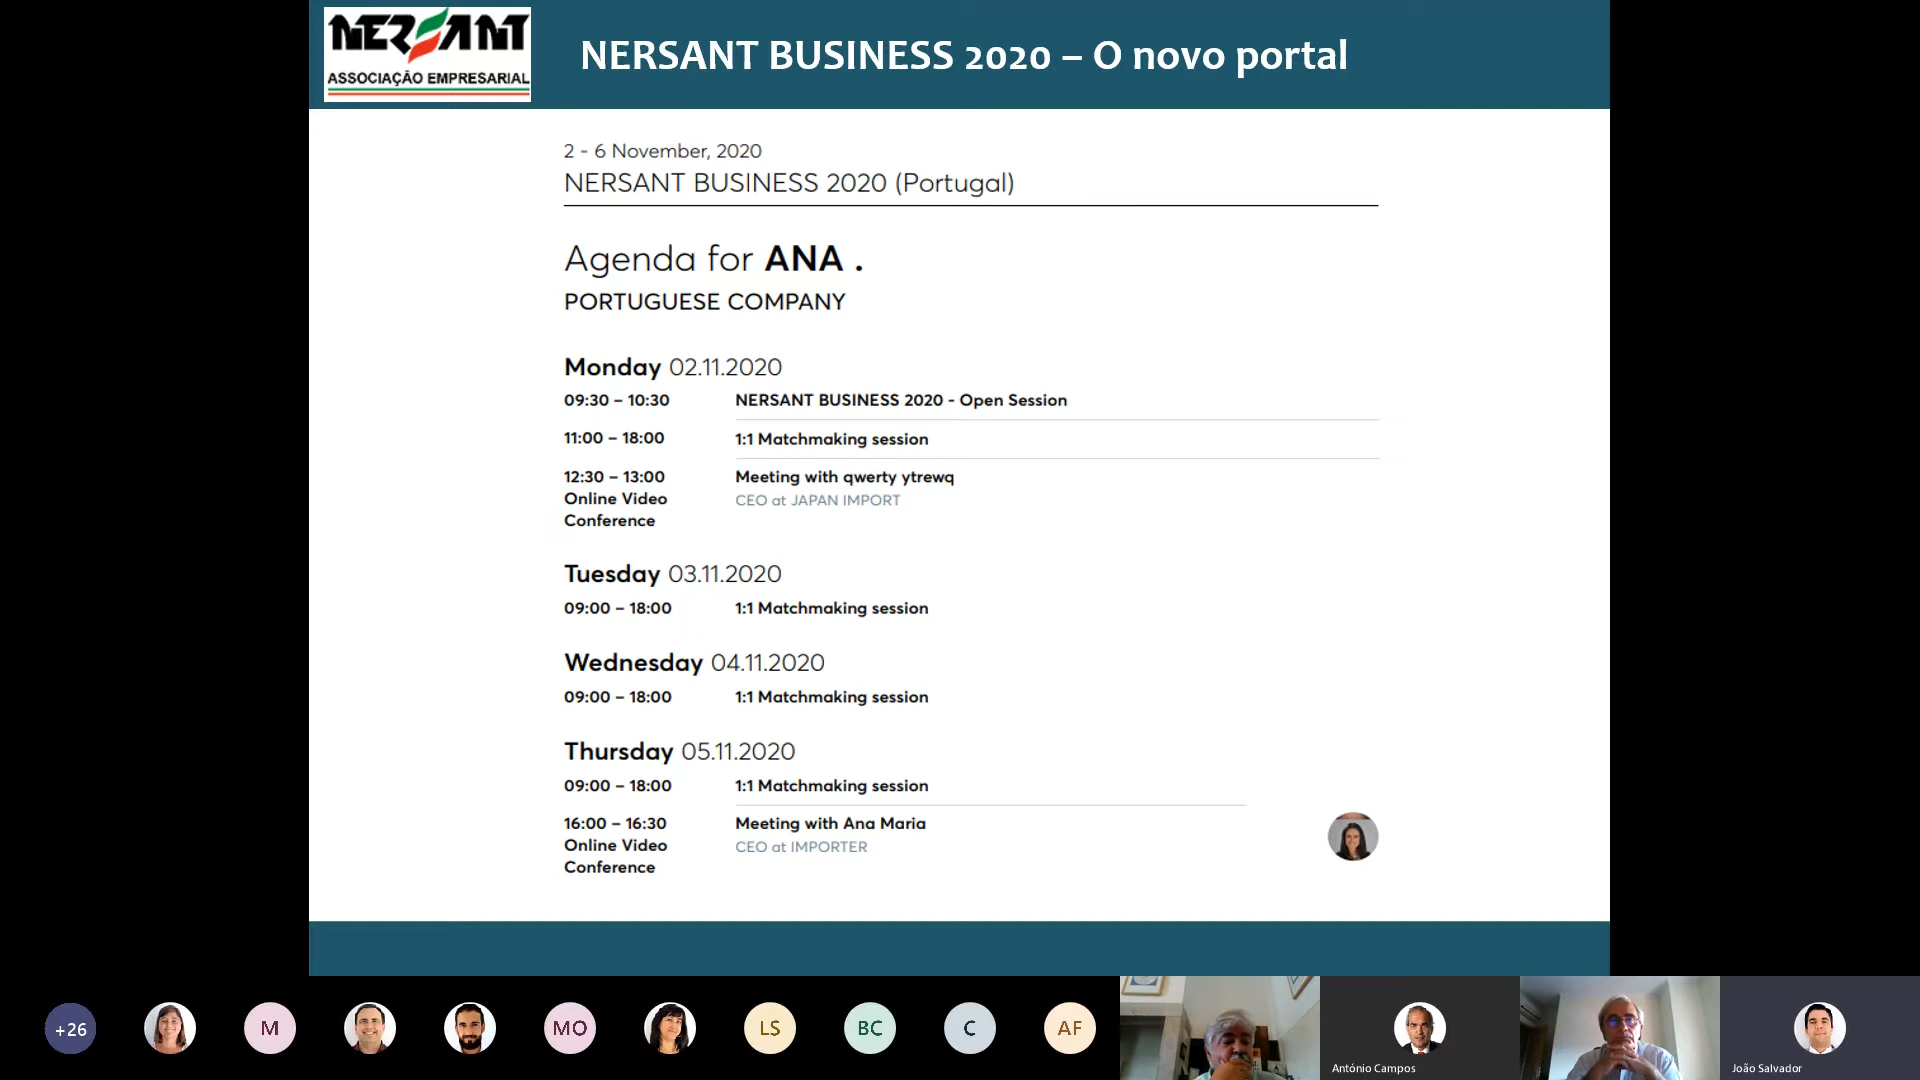 NERSANT
ASSOCIAÇÃO EMPRESARIAL
NERSANT BUSINESS 2020 – O novo portal
2 - 6 November, 2020
NERSANT BUSINESS 2020 (Portugal)
Agenda for ANA .
PORTUGUESE COMPANY
Monday 02.11.2020
09:30 – 10:30 NERSANT BUSINESS 2020 - Open Session
11:00 – 18:00 1:1 Matchmaking session
12:30 – 13:00 Meeting with qwerty ytrewq
Online Video CEO at JAPAN IMPORT
Conference
Tuesday 03.11.2020
09:00 – 18:00 1:1 Matchmaking session
Wednesday 04.11.2020
09:00 – 18:00 1:1 Matchmaking session
Thursday 05.11.2020
09:00 – 18:00 1:1 Matchmaking session
16:00 – 16:30 Meeting with Ana Maria
Online Video CEO at IMPORTER
Conference
+26 M MO LS BC C AF
António Campos João Salvador